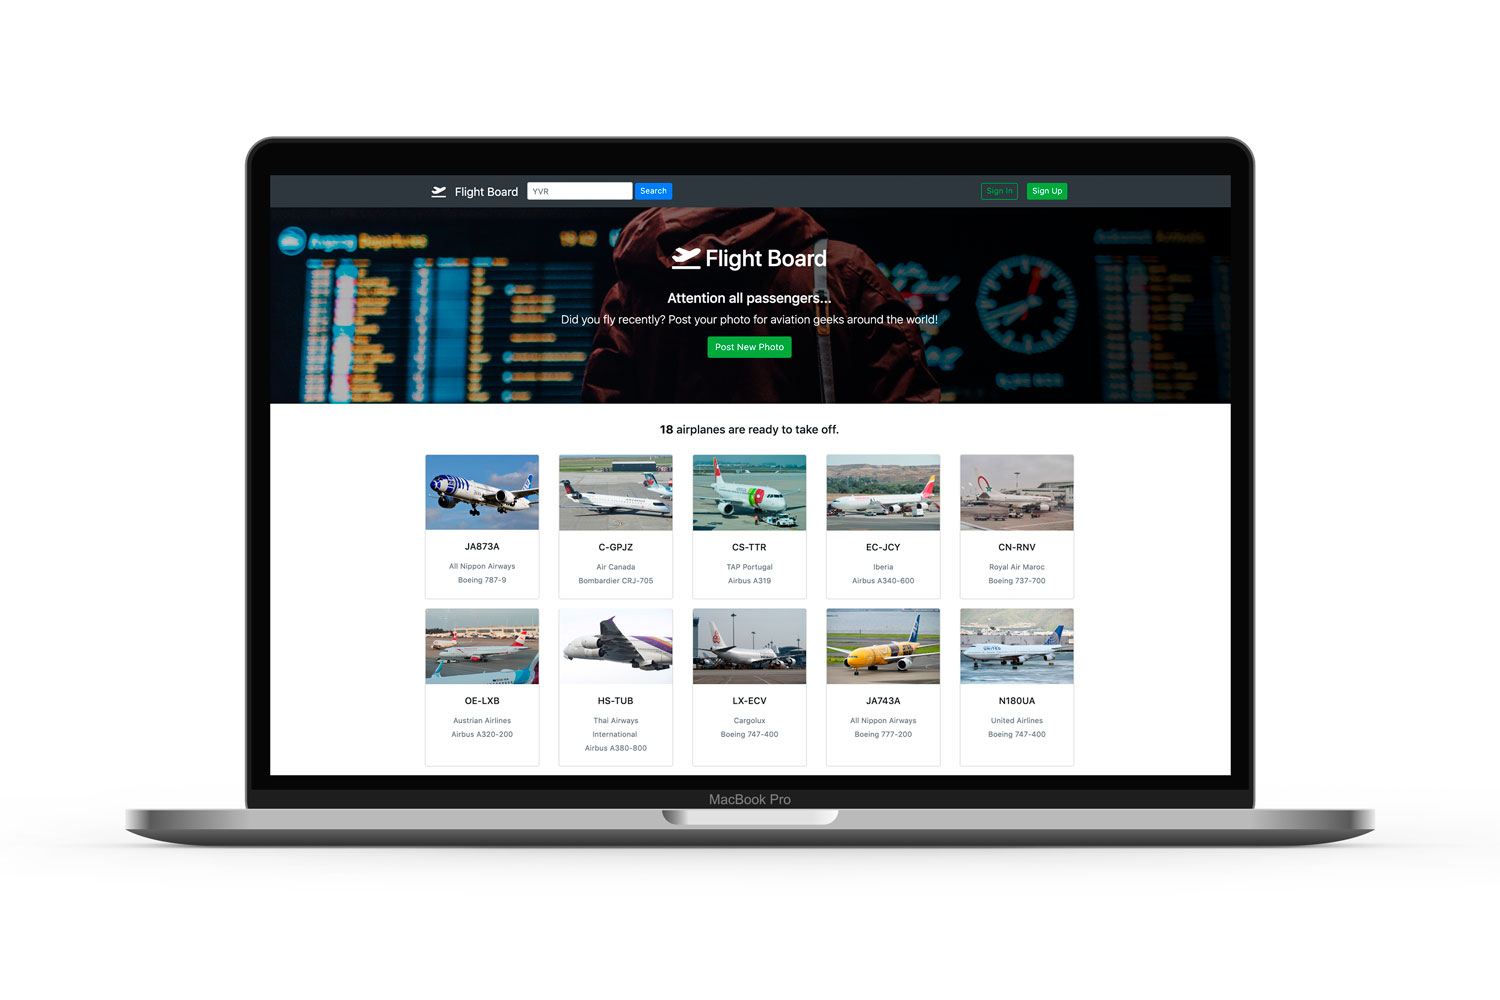 Flight Board
YVR
Search
Sign In
Sign Up
Departures
Flight Board
Attention all passengers...
Did you fly recently? Post your photo for aviation geeks around the world!
Post New Photo
18 airplanes are ready to take off.
JA873A
All Nippon Airways
Boeing 787-9
C-GPJZ
Air Canada
Bombardier CRJ-705
CS-TTR
TAP Portugal
Airbus A319
EC-JCY
Iberia
Airbus A340-600
CN-RNV
Royal Air Maroc
Boeing 737-700
OE-LXB
Austrian Airlines
Airbus A320-200
HS-TUB
Thai Airways
International
Airbus A380-800
LX-ECV
Cargolux
Boeing 747-400
JA743A
All Nippon Airways
Boeing 777-200
UNITED
N180UA
United Airlines
Boeing 747-400
MacBook Pro